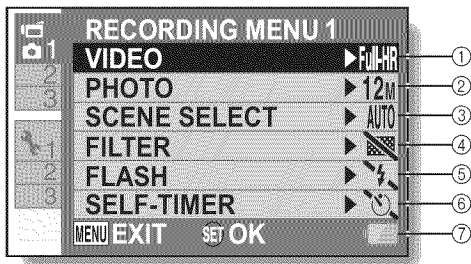 RECORDING MENU 1
1
VIDEO Full-HR ①
2
PHOTO 12M ②
3
SCENE SELECT AUTO ③
1
FILTER ④
2
FLASH ⑤
3
SELF-TIMER ⑥
MENU EXIT SET OK ⑦